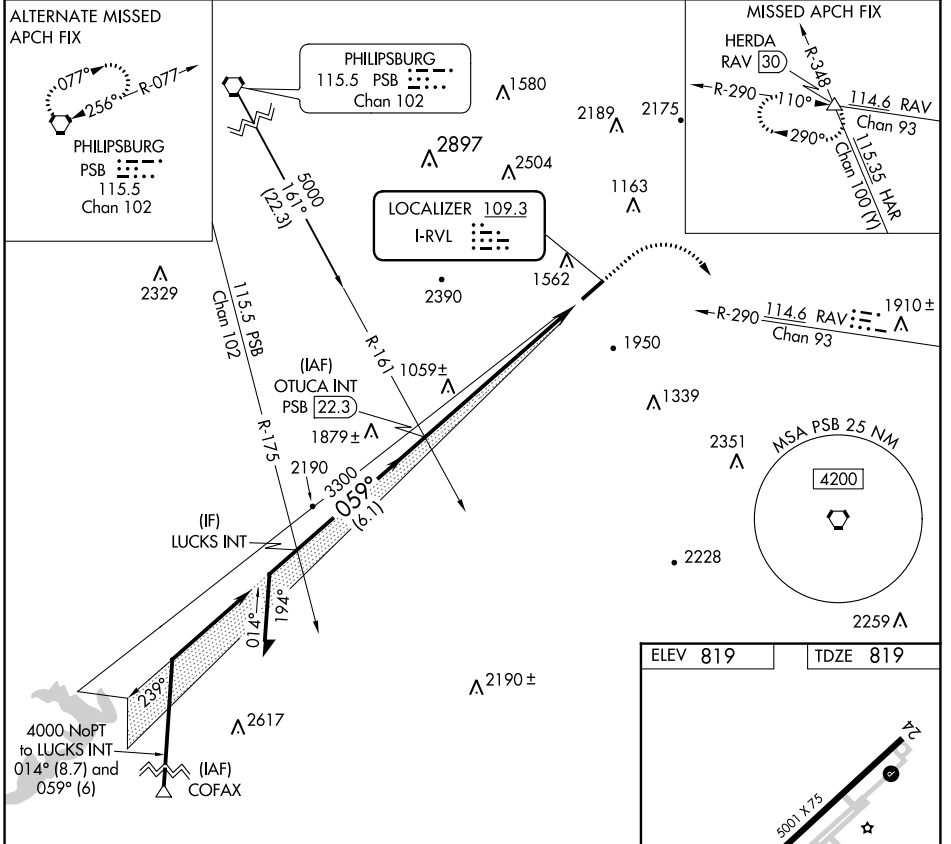 ALTERNATE MISSED
APCH FIX
077°
256°
R-077
PHILIPSBURG
PSB
115.5
Chan 102
PHILIPSBURG
115.5 PSB
Chan 102
5000
161°
(22.3)
R-161
1580
2897
2504
2189
2175
1163
LOCALIZER 109.3
I-RVL
1562
2390
2329
MISSED APCH FIX
HERDA
RAV 30
R-348
R-290
110°
290°
114.6 RAV
Chan 93
115.35 HAR
Chan 100 (Y)
R-290 114.6 RAV
Chan 93
1910 ±
1950
1339
2351
MSA PSB 25 NM
4200
2228
2259
115.5 PSB
Chan 102
R-175
(IAF)
OTUCA INT
PSB 22.3
1059±
1879±
2190
3300
059°
(6.1)
(IF)
LUCKS INT
014°
194°
239°
2617
2190 ±
4000 NoPT
to LUCKS INT
014° (8.7) and
059° (6)
(IAF)
COFAX
ELEV 819
TDZE 819
24
5001 X 75
P